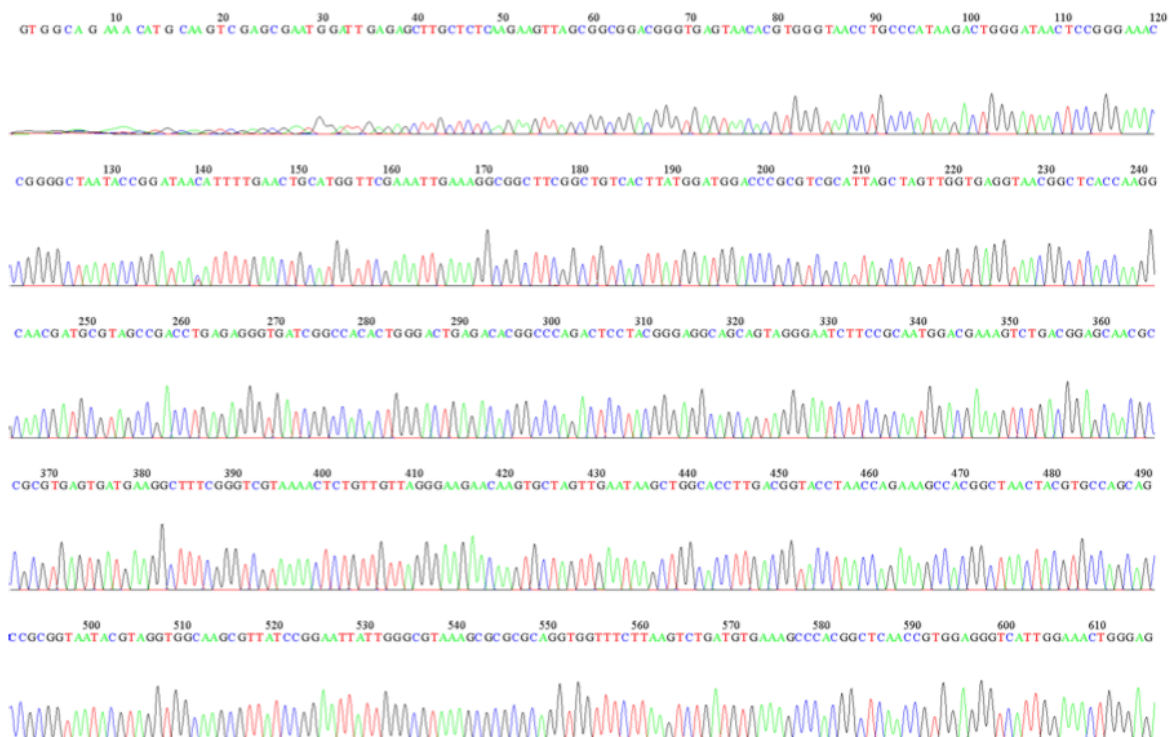 10 20 30 40 50 60 70 80 90 100 110 120
GTGGCAG AAA CATGCAAGTCGAGCGAATGGATTGAGAGCTTGCTCTCAAGAAGTTAGCGGCGGACGGGTGAGTAACACGTGGGTAACCTGCCCATAAGACTGGGATAACTCCGGGAAAC
130 140 150 160 170 180 190 200 210 220 230 240
CGGGGCTAATACCGGATAACATTTTGAACTGCATGGTTCGAAATTGAAAGGCGGCTTCGGCTGTCACTTATGGATGGACCCGCGTCGCATTAGCTAGTTGGTGAGGTAACGGCTCACCAAGG
250 260 270 280 290 300 310 320 330 340 350 360
CAACGATGCGTAGCCGACCTGAGAGGGTGATCGGCCACACTGGGACTGAGACACGGCCCAGACTCCTACGGGAGGCAGCAGTAGGGAATCTTCCGCAATGGACGAAAGTCTGACGGAGCAACGC
370 380 390 400 410 420 430 440 450 460 470 480 490
CGCGTGAGTGATGAAGGCTTTCGGGTCGTAAAACTCTGTTGTTAGGGAAGAACAAGTGCTAGTTGAATAAGCTGGCACCTTGACGGTACCTAACCAGAAAGCCACGGCTAACTACGTGCCAGCAG
500 510 520 530 540 550 560 570 580 590 600 610
CCGCGGTAATACGTAGGTGGCAAGCGTTATCCGGAATTATTGGGCGTAAAGCGCGCGCAGGTGGTTTCTTAAGTCTGATGTGAAAGCCCACGGCTCAACCGTGGAGGGTCATTGGAAACTGGGAG